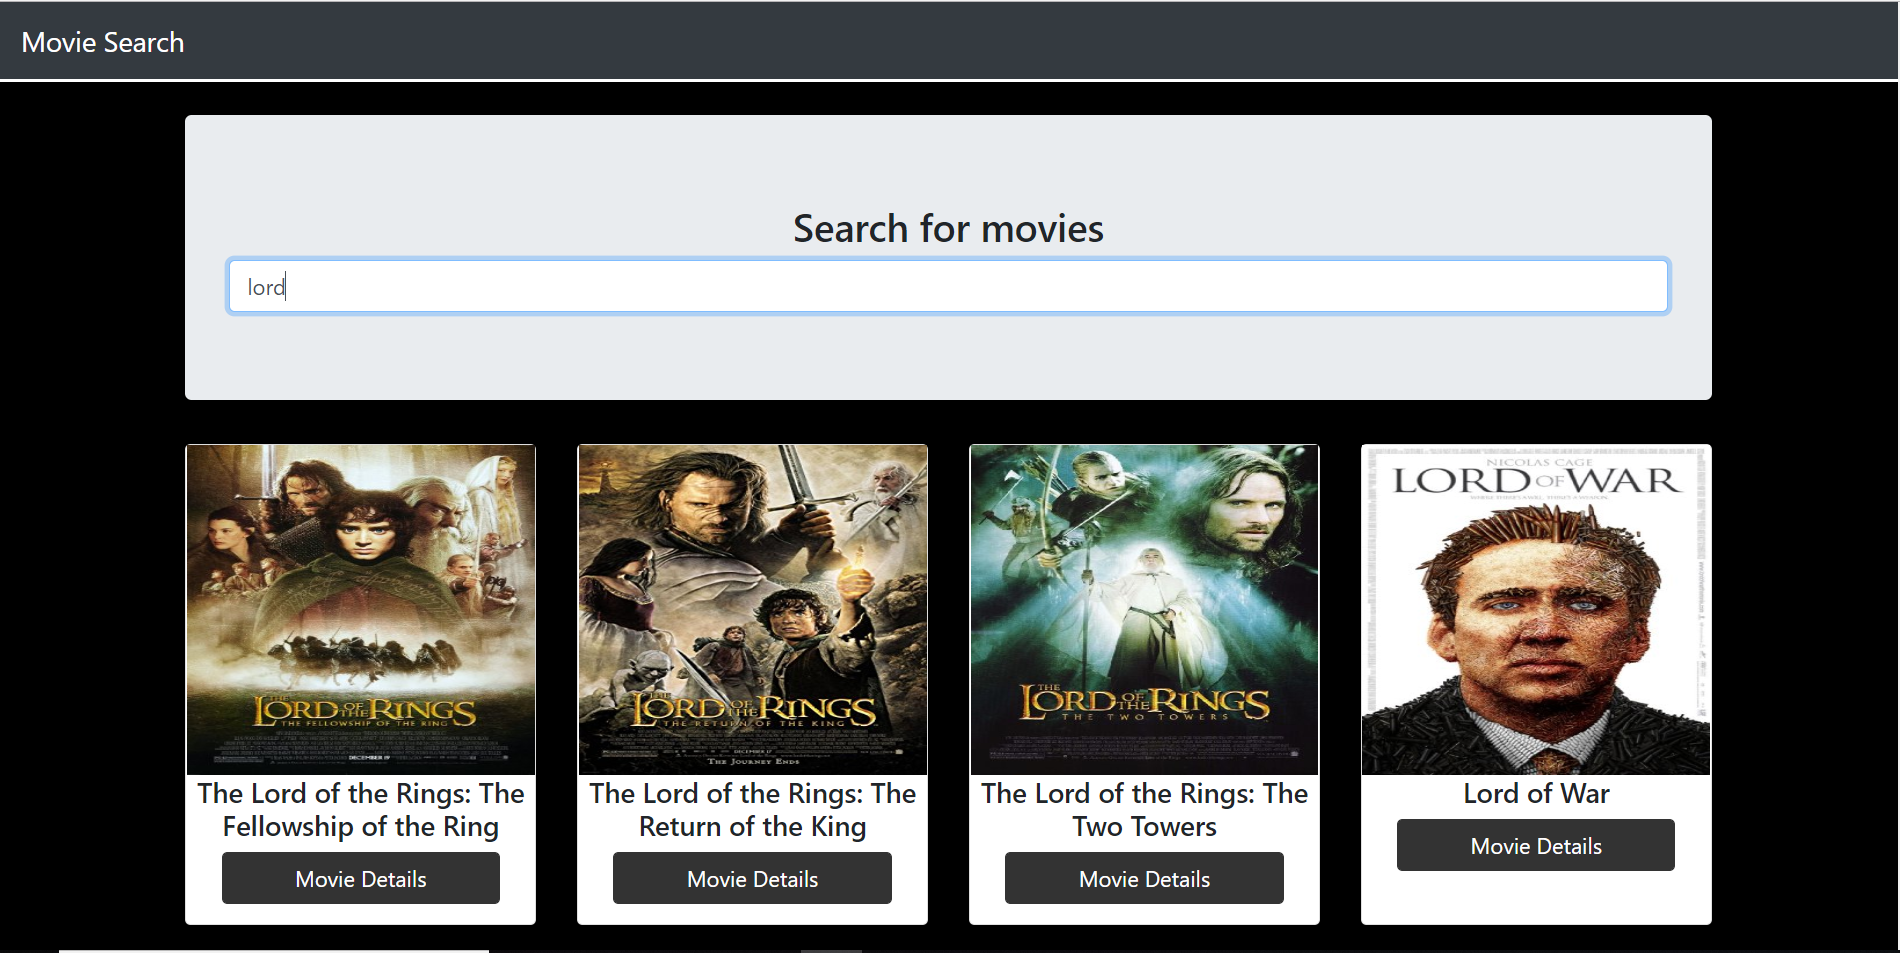 Movie Search
Search for movies
lord
THE
LORD OF THE RINGS
THE FELLOWSHIP OF THE RING
DECEMBER 19
THE
LORD OF THE RINGS
THE RETURN OF THE KING
DECEMBER 17
THE JOURNEY ENDS
THE
LORD OF THE RINGS
THE TWO TOWERS
NICOLAS CAGE
LORD OF WAR
The Lord of the Rings: The
Fellowship of the Ring
Movie Details
The Lord of the Rings: The
Return of the King
Movie Details
The Lord of the Rings: The
Two Towers
Movie Details
Lord of War
Movie Details